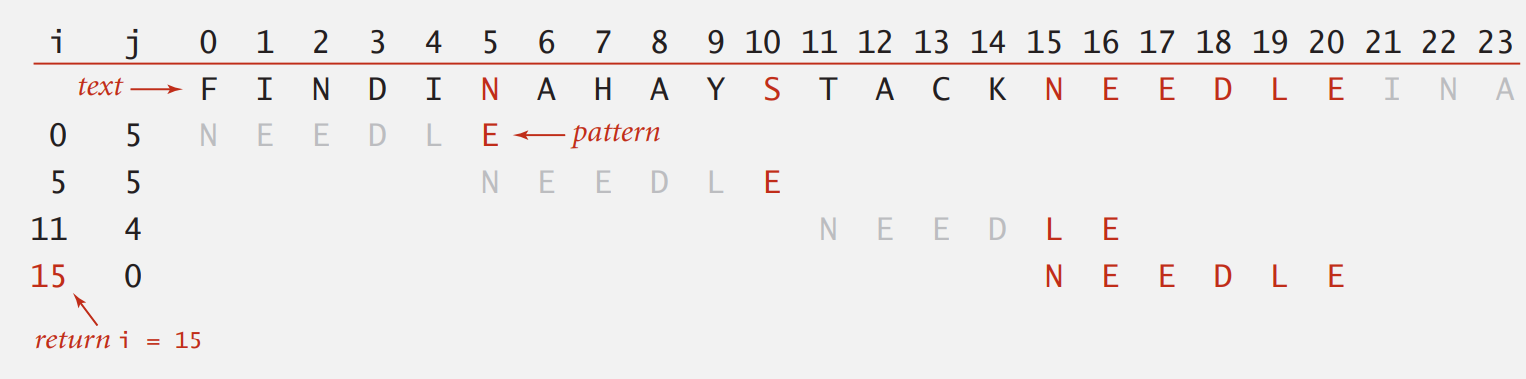 i j 0 1 2 3 4 5 6 7 8 9 10 11 12 13 14 15 16 17 18 19 20 21 22 23
text F I N D I N A H A Y S T A C K N E E D L E I N A
0 5 N E E D L E pattern
5 5 N E E D L E
11 4 N E E D L E
15 0 N E E D L E
return i = 15